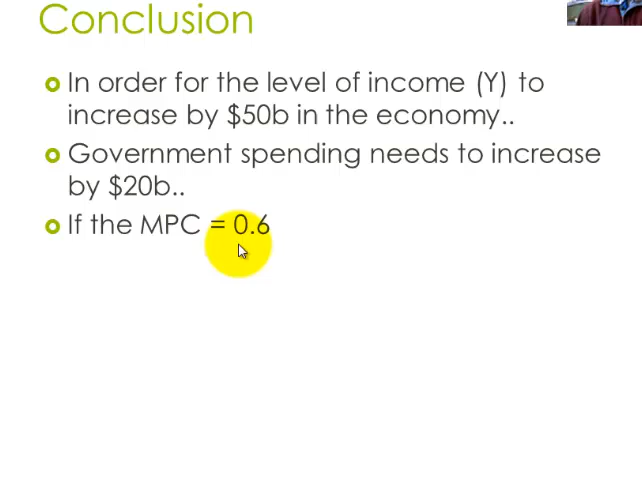 Conclusion
In order for the level of income (Y) to
increase by $50b in the economy..
Government spending needs to increase
by $20b..
If the MPC = 0.6